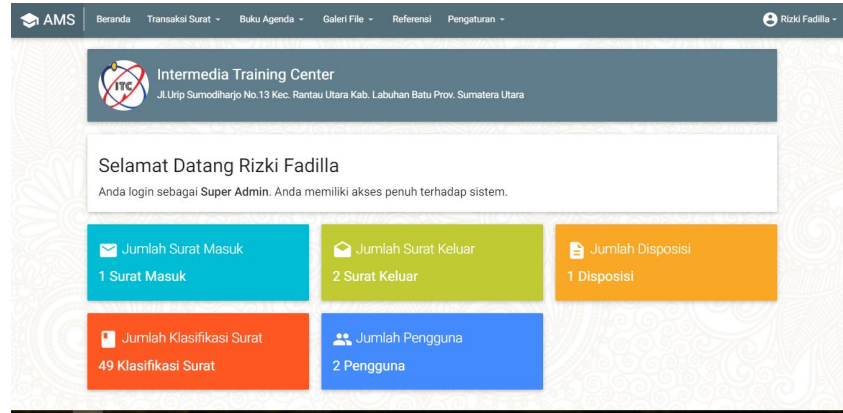 AMS Beranda Transaksi Surat Buku Agenda Galeri File Referensi Pengaturan Rizki Fadilla
ITC
Intermedia Training Center
Jl.Urip Sumodiharjo No.13 Kec. Rantau Utara Kab. Labuhan Batu Prov. Sumatera Utara
Selamat Datang Rizki Fadilla
Anda login sebagai Super Admin. Anda memiliki akses penuh terhadap sistem.
Jumlah Surat Masuk
1 Surat Masuk
Jumlah Surat Keluar
2 Surat Keluar
Jumlah Disposisi
1 Disposisi
Jumlah Klasifikasi Surat
49 Klasifikasi Surat
Jumlah Pengguna
2 Pengguna